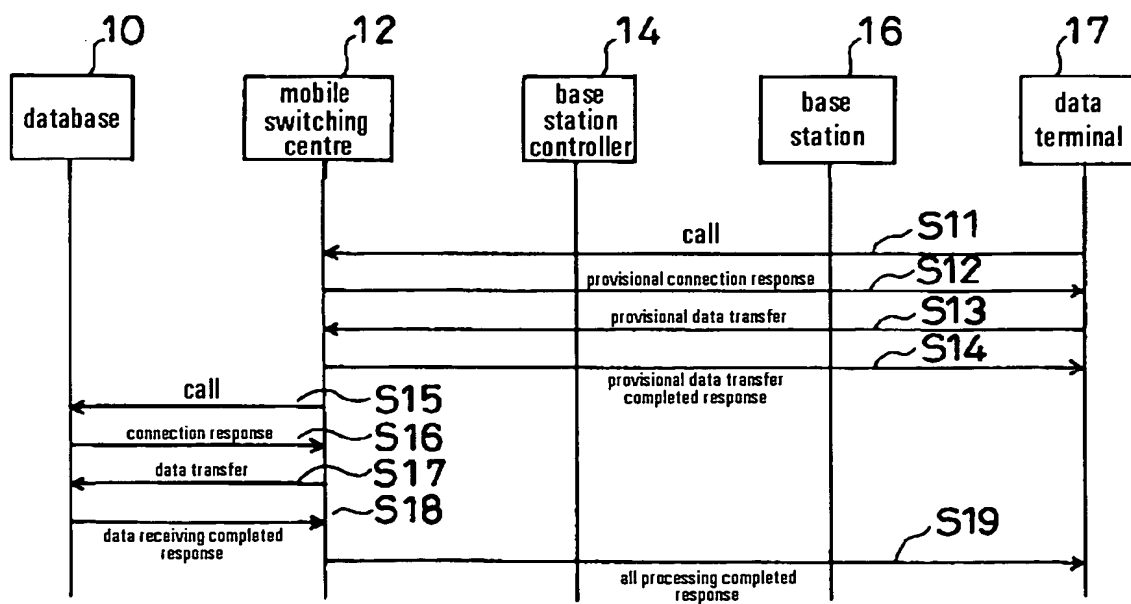 10
12
14
16
17
database
mobile
switching
centre
base
station
controller
base
station
data
terminal
call
S11
provisional connection response
S12
provisional data transfer
S13
S14
provisional data transfer
completed response
call
S15
connection response
S16
data transfer
S17
S18
data receiving completed
response
S19
all processing completed
response